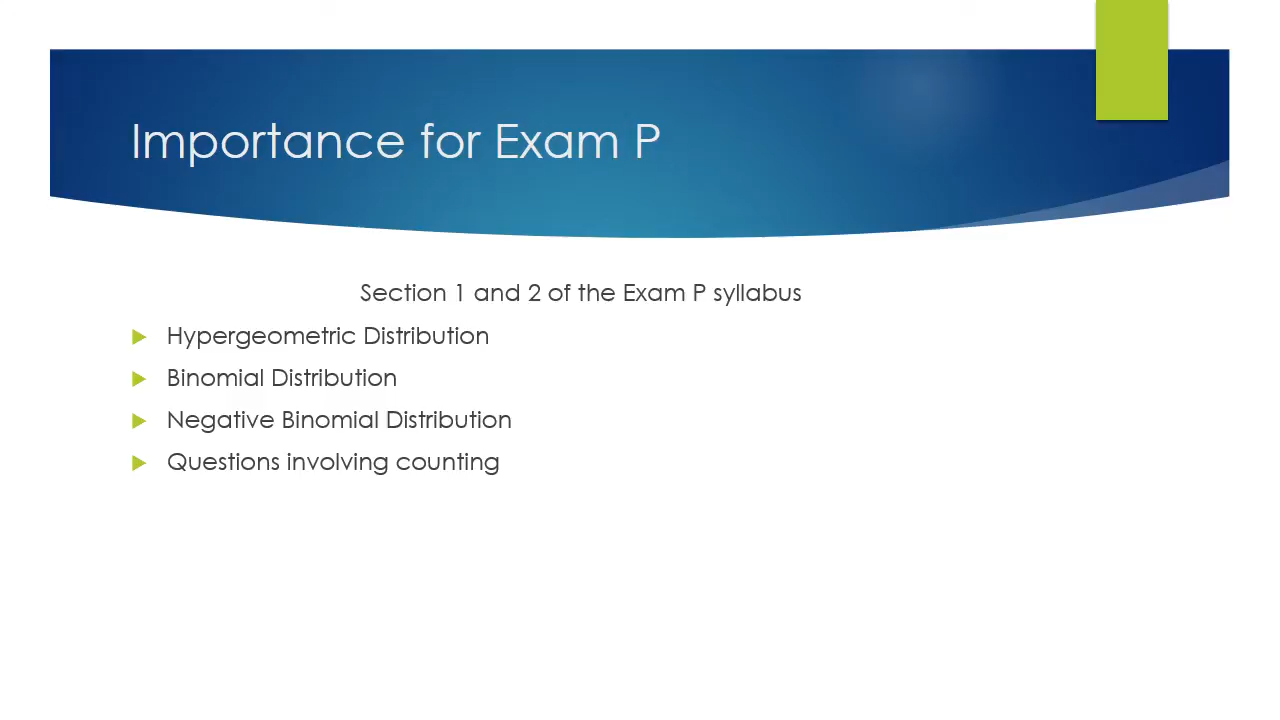 Importance for Exam P
Section 1 and 2 of the Exam P syllabus
Hypergeometric Distribution
Binomial Distribution
Negative Binomial Distribution
Questions involving counting